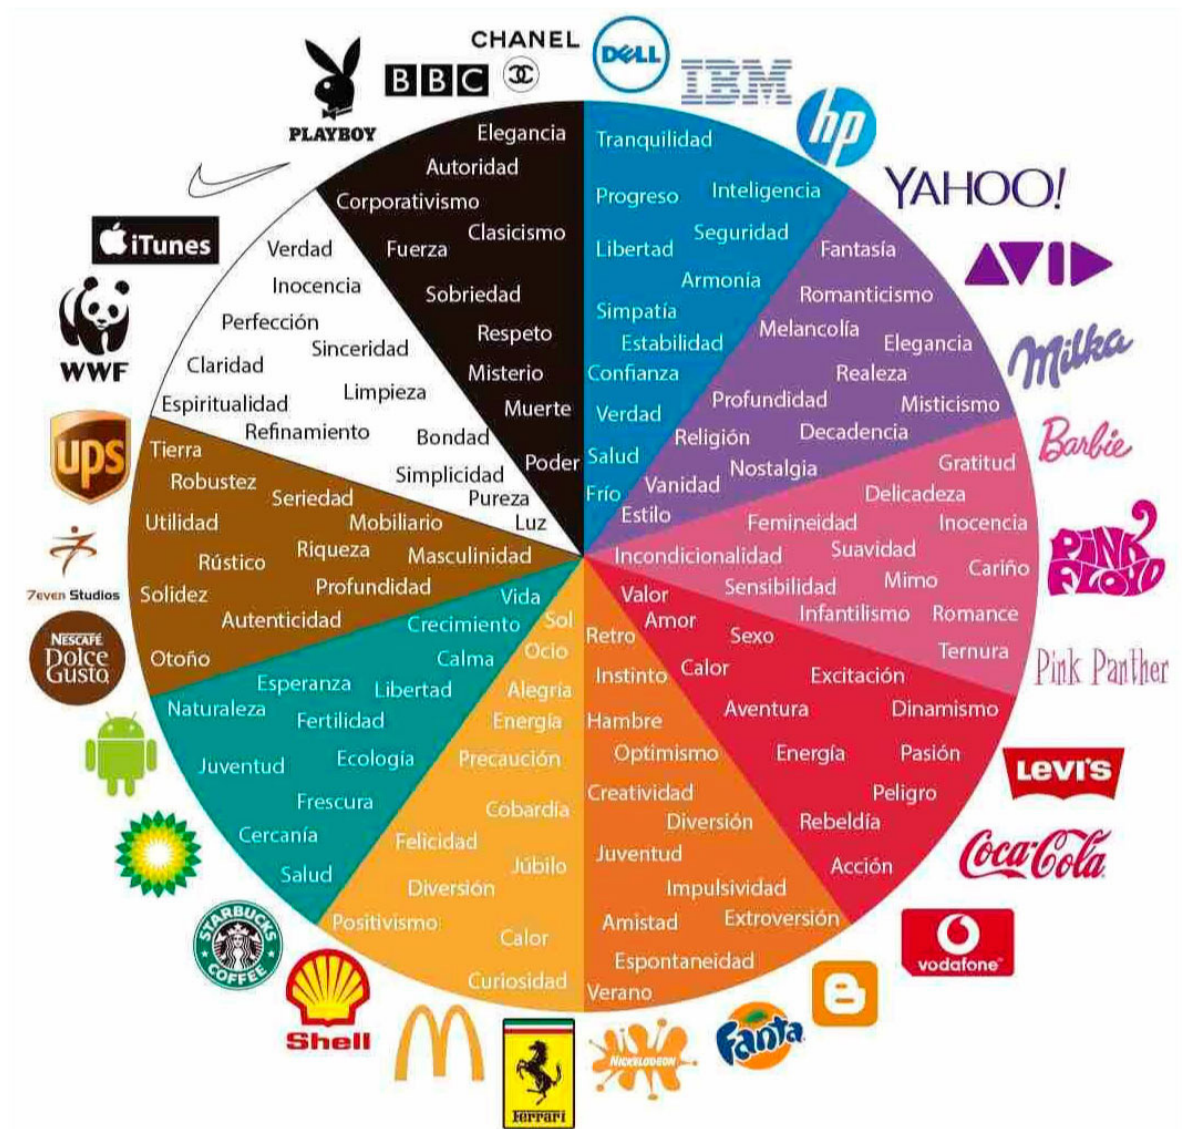 CHANEL
BBC
PLAYBOY
DELL
IBM
hp
YAHOO!
AVID
Milka
Barbie
PINK
FLOYD
Pink Panther
LEVI'S
Coca-Cola
vodafone
Fanta
NICKELODEON
Ferrari
Shell
STARBUCKS
COFFEE
NESCAFÉ
Dolce
Gusto
7even Studios
ups
WWF
iTunes
Elegancia
Autoridad
Corporativismo
Clasicismo
Fuerza
Sobriedad
Respeto
Misterio
Muerte
Poder
Tranquilidad
Inteligencia
Progreso
Seguridad
Libertad
Armonía
Simpatía
Estabilidad
Confianza
Verdad
Salud
Frío
Fantasía
Romanticismo
Melancolía
Elegancia
Realeza
Profundidad
Misticismo
Decadencia
Religión
Nostalgia
Vanidad
Estilo
Gratitud
Delicadeza
Femineidad
Inocencia
Incondicionalidad
Suavidad
Cariño
Sensibilidad
Mimo
Infantilismo
Romance
Ternura
Valor
Amor
Sexo
Calor
Excitación
Aventura
Dinamismo
Energía
Pasión
Peligro
Rebeldía
Acción
Retro
Instinto
Hambre
Optimismo
Creatividad
Diversión
Juventud
Impulsividad
Amistad
Extroversión
Espontaneidad
Verano
Sol
Ocio
Alegría
Energía
Precaución
Cobardía
Felicidad
Júbilo
Diversión
Positivismo
Calor
Curiosidad
Vida
Crecimiento
Calma
Esperanza
Libertad
Naturaleza
Fertilidad
Ecología
Juventud
Frescura
Cercanía
Salud
Tierra
Robustez
Seriedad
Utilidad
Mobiliario
Riqueza
Masculinidad
Rústico
Profundidad
Solidez
Autenticidad
Otoño
Verdad
Inocencia
Perfección
Sinceridad
Claridad
Limpieza
Espiritualidad
Refinamiento
Bondad
Simplicidad
Pureza
Luz